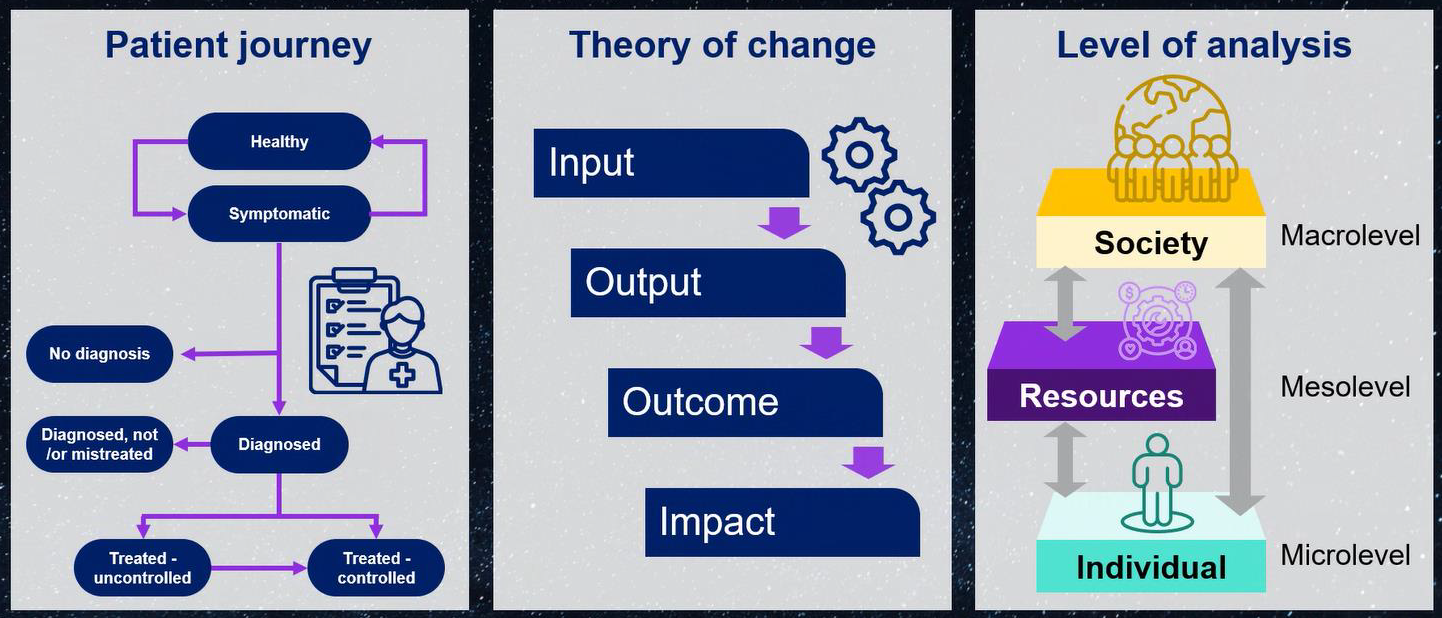 Patient journey
Healthy
Symptomatic
No diagnosis
Diagnosed, not
/or mistreated
Diagnosed
Treated -
uncontrolled
Treated -
controlled
Theory of change
Input
Output
Outcome
Impact
Level of analysis
Society
Macrolevel
$
Resources
Mesolevel
Individual
Microlevel